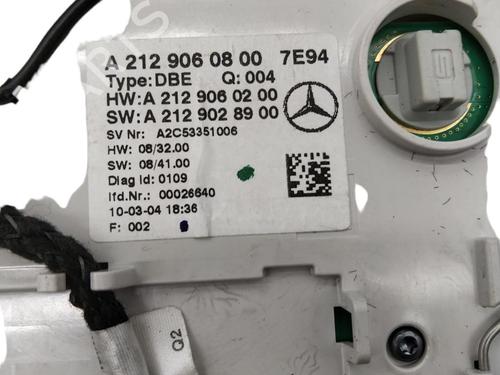 A 212 906 08 00 7E94
Type:DBE Q: 004
HW:A 212 906 02 00
SW:A 212 902 89 00
SV Nr: A2C53351006
HW: 08/32.00
SW: 08/41.00
Diag Id: 0109
lfd.Nr.: 00026640
10-03-04 18:36
F: 002
Q2